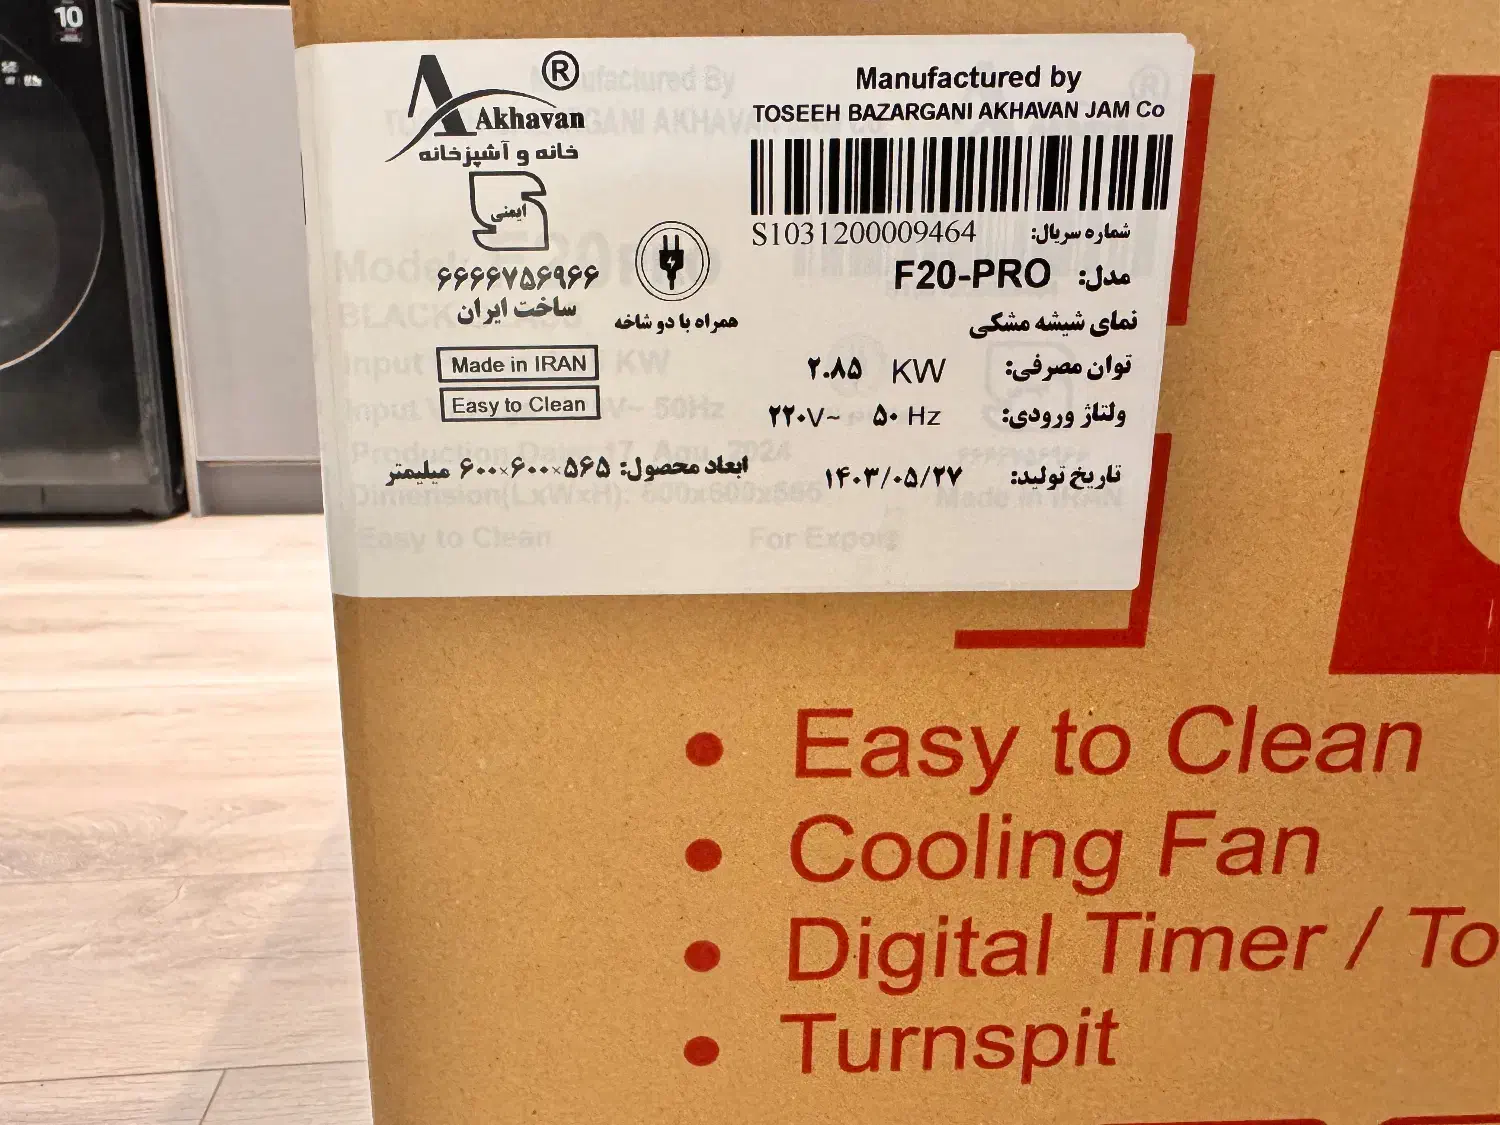 10
Akhavan ®
خانه و آشپزخانه
ایمنی
۶۶۶۶۷۵۶۹۶۶
ساخت ایران
همراه با دو شاخه
Made in IRAN
Easy to Clean
ابعاد محصول: ۵۶۵×۶۰۰×۶۰۰ میلیمتر
Manufactured by
TOSEEH BAZARGANI AKHAVAN JAM Co
شماره سریال: S1031200009464
مدل: F20-PRO
نمای شیشه مشکی
توان مصرفی: ۲.۸۵ KW
ولتاژ ورودی: ۲۲۰V~ ۵۰ Hz
تاریخ تولید: ۱۴۰۳/۰۵/۲۷
• Easy to Clean
• Cooling Fan
• Digital Timer / To
• Turnspit